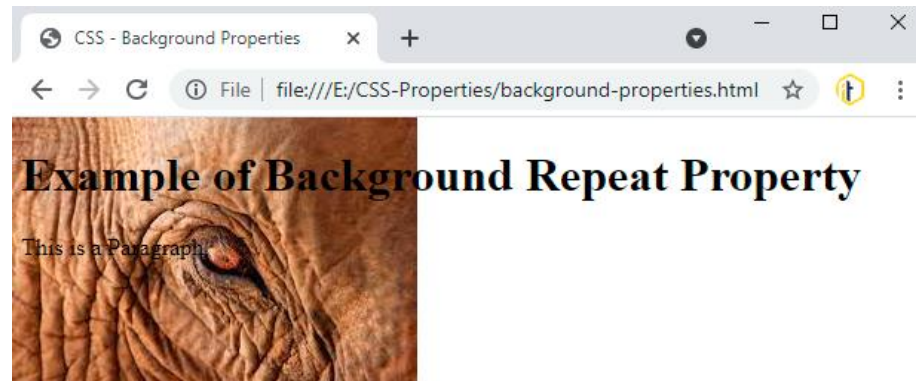 CSS - Background Properties
File | file:///E:/CSS-Properties/background-properties.html
Example of Background Repeat Property
This is a Paragraph.